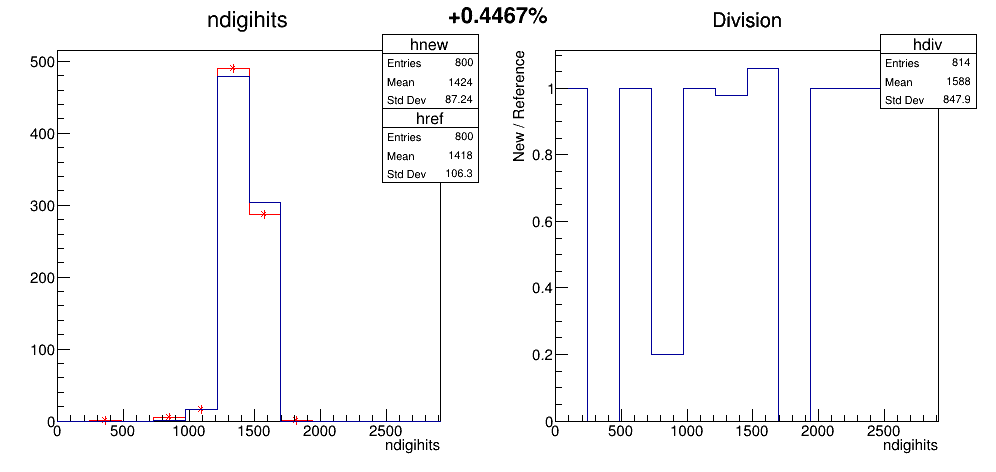 +0.4467%
ndigihits
hnew
Entries 800
Mean 1424
Std Dev 87.24
href
Entries 800
Mean 1418
Std Dev 106.3
500
400
300
200
100
0
0 500 1000 1500 2000 2500
ndigihits
Division
hdiv
Entries 814
Mean 1588
Std Dev 847.9
New / Reference
1
0.8
0.6
0.4
0.2
0
0 500 1000 1500 2000 2500
ndigihits